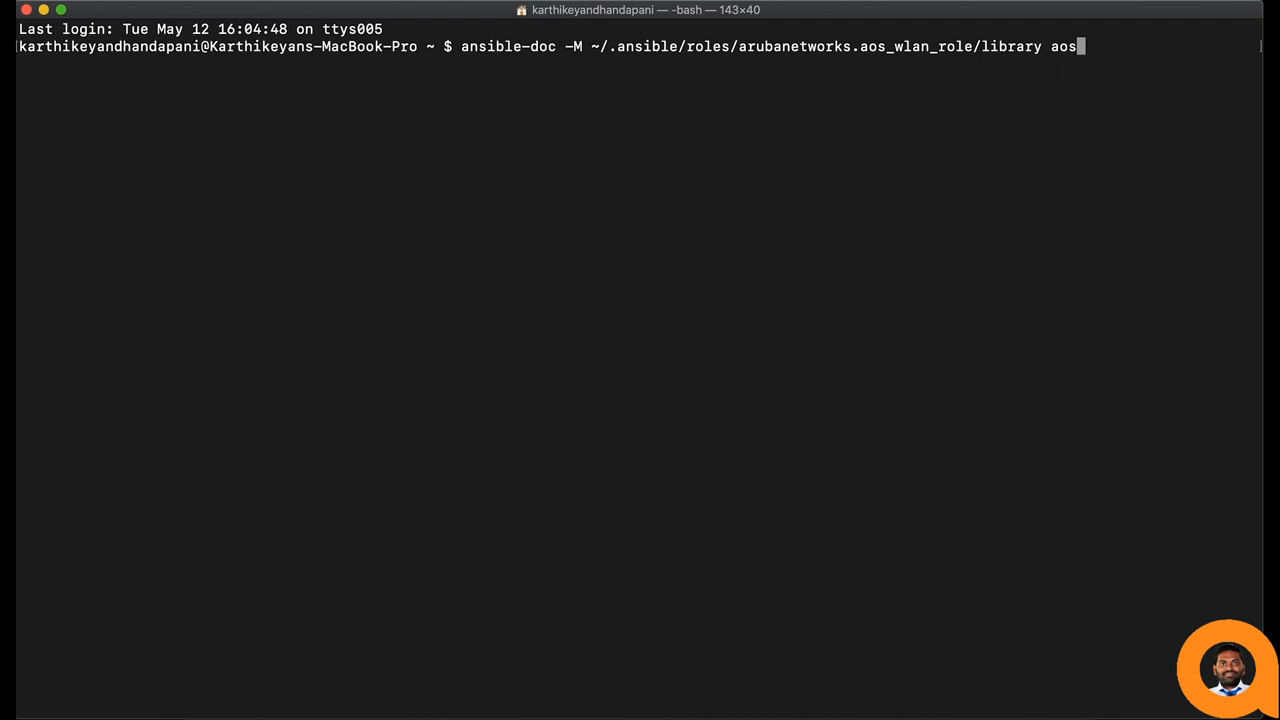 karthikeyandhandapani — -bash — 143×40
Last login: Tue May 12 16:04:48 on ttys005
[karthikeyandhandapani@Karthikeyans-MacBook-Pro ~ $ ansible-doc -M ~/.ansible/roles/arubanetworks.aos_wlan_role/library aos ]